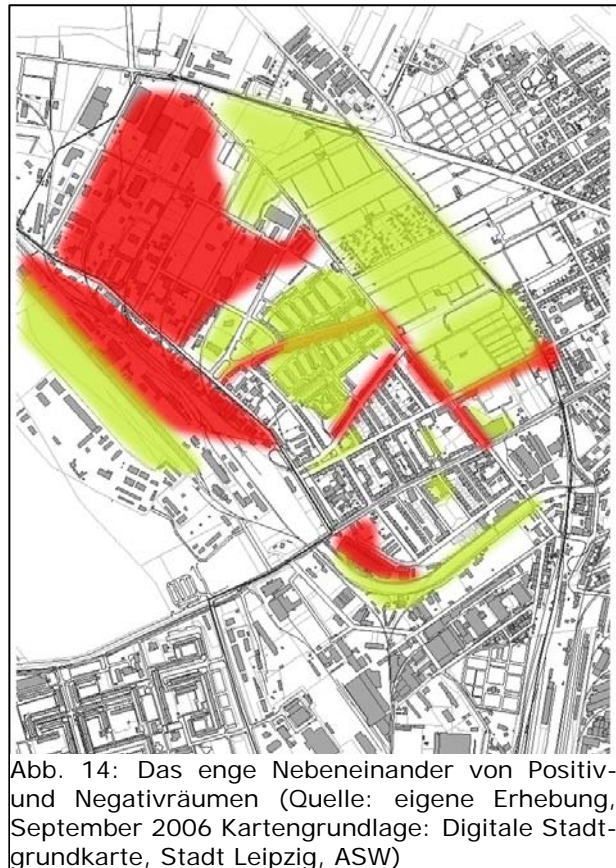 Abb. 14: Das enge Nebeneinander von Positiv-
und Negativräumen (Quelle: eigene Erhebung,
September 2006 Kartengrundlage: Digitale Stadt-
grundkarte, Stadt Leipzig, ASW)